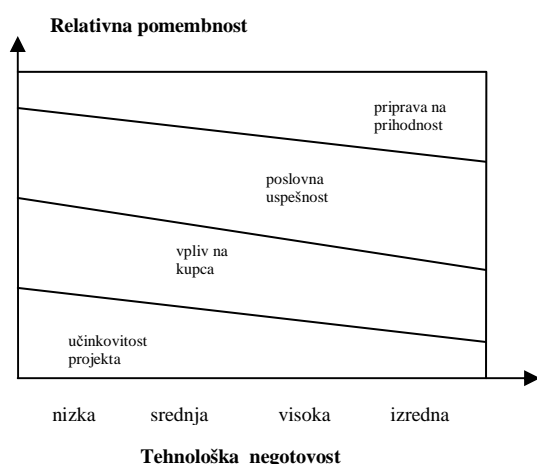 Relativna pomembnost
priprava na
prihodnost
poslovna
uspešnost
vpliv na
kupca
učinkovitost
projekta
nizka srednja visoka izredna
Tehnološka negotovost